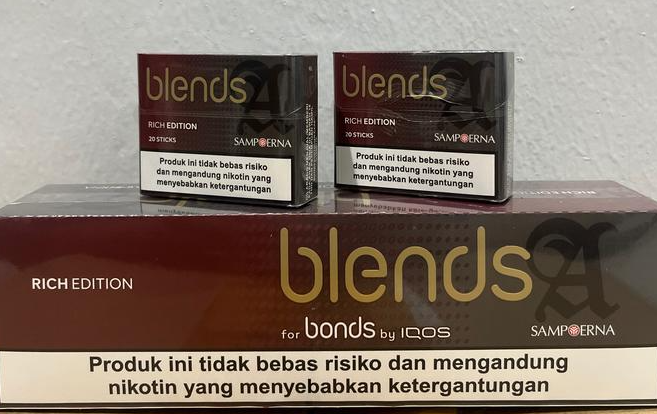 blends
RICH EDITION
20 STICKS
SAMPOERNA
Produk ini tidak bebas risiko
dan mengandung nikotin yang
menyebabkan ketergantungan
blends
RICH EDITION
20 STICKS
SAMPOERNA
Produk ini tidak bebas risiko
dan mengandung nikotin yang
menyebabkan ketergantungan
RICH EDITION
blends
RICH EDITION
for bonds by IQOS
SAMPOERNA
Produk ini tidak bebas risiko dan mengandung
nikotin yang menyebabkan ketergantungan